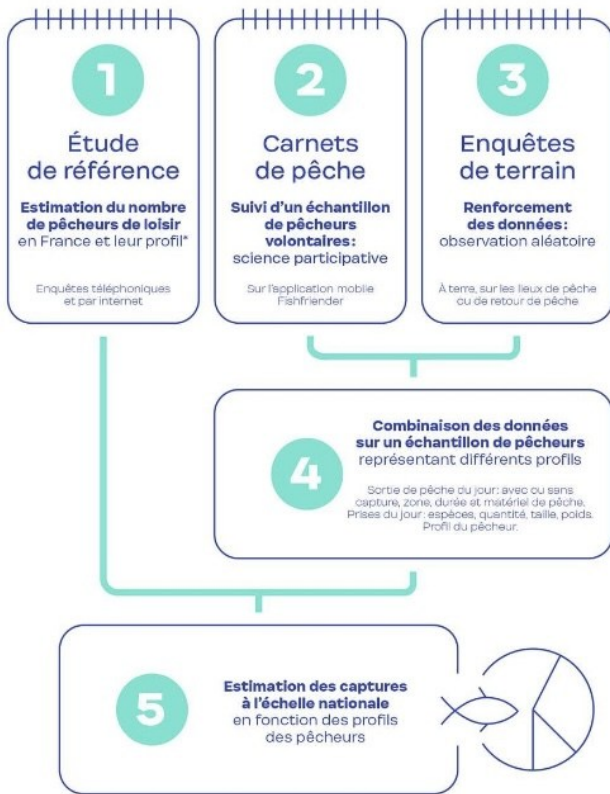 1
Étude
de référence
Estimation du nombre
de pêcheurs de loisir
en France et leur profil*
Enquêtes téléphoniques
et par internet
2
Carnets
de pêche
Suivi d'un échantillon
de pêcheurs
volontaires :
science participative
Sur l'application mobile
Fishfriender
3
Enquêtes
de terrain
Renforcement
des données :
observation aléatoire
À terre, sur les lieux de pêche
ou de retour de pêche
4
Combinaison des données
sur un échantillon de pêcheurs
représentant différents profils
Sortie de pêche du jour : avec ou sans
capture, zone, durée et matériel de pêche.
Prises du jour : espèces, quantité, taille, poids.
Profil du pêcheur.
5
Estimation des captures
à l'échelle nationale
en fonction des profils
des pêcheurs